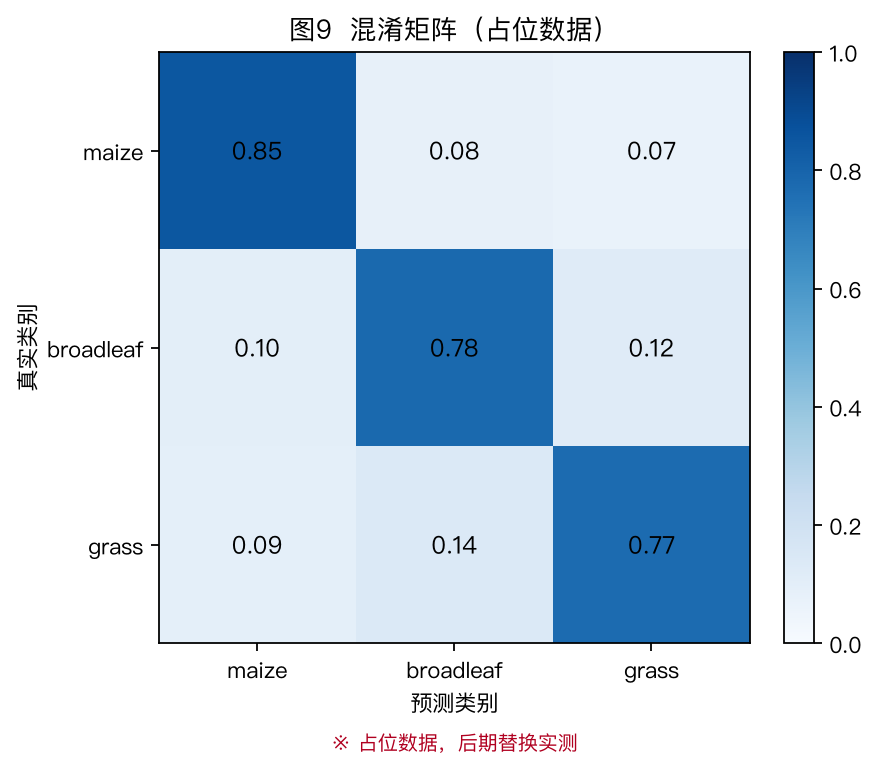 图9 混淆矩阵（占位数据）
1.0
maize 0.85 0.08 0.07
0.8
0.6
真实类别
broadleaf 0.10 0.78 0.12
0.4
0.2
grass 0.09 0.14 0.77
0.0
maize broadleaf grass
预测类别
※ 占位数据，后期替换实测